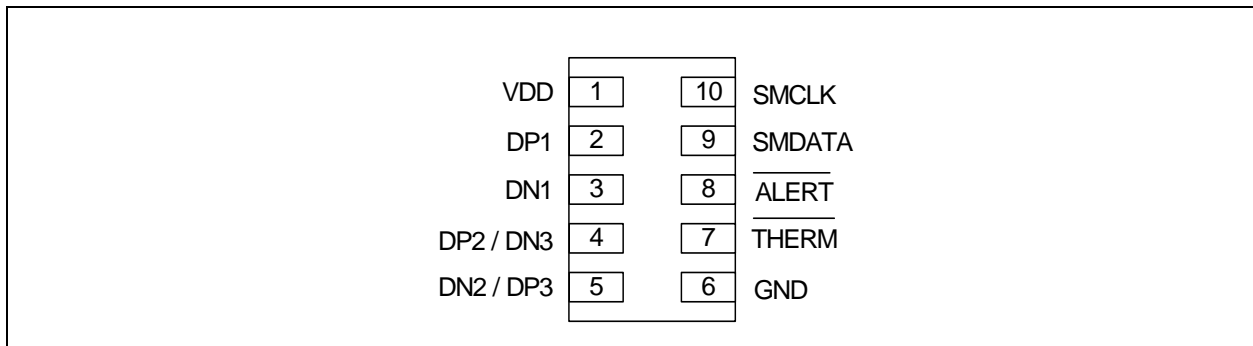 VDD 1 10 SMCLK
DP1 2 9 SMDATA
DN1 3 8 ALERT
DP2 / DN3 4 7 THERM
DN2 / DP3 5 6 GND